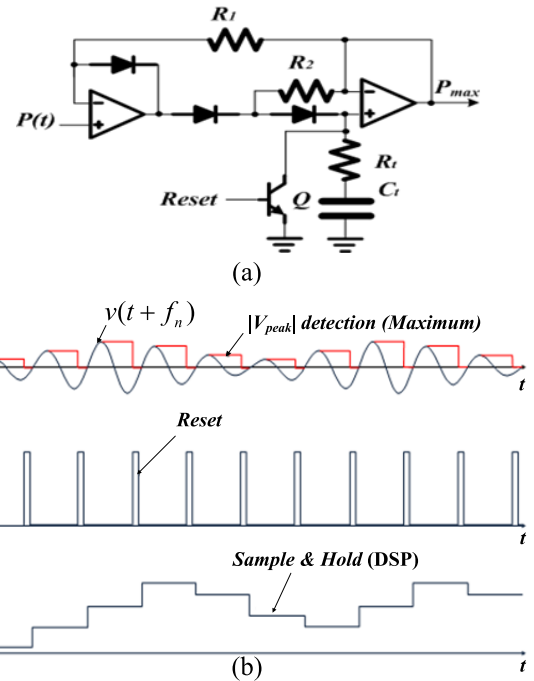 R1
R2
− −
P(t) + + Pmax
Rt
Reset Q Ct
(a)
v(t + fn) |Vpeak| detection (Maximum)
t
Reset
t
Sample & Hold (DSP)
t
(b)